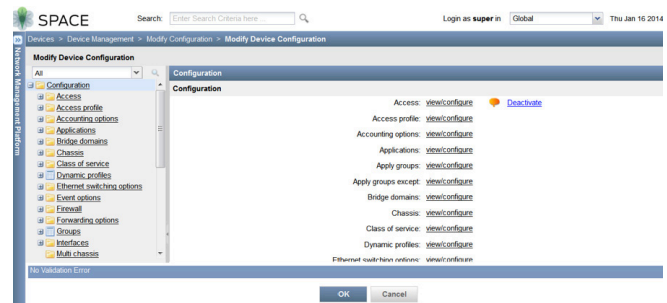 SPACE Search: Enter Search Criteria here ... Login as super in Global Thu Jan 16 2014
Devices > Device Management > Modify Configuration > Modify Device Configuration
Network Management Platform
Modify Device Configuration
All
Configuration
Access
Access profile
Accounting options
Applications
Bridge domains
Chassis
Class of service
Dynamic profiles
Ethernet switching options
Event options
Firewall
Forwarding options
Groups
Interfaces
Multi chassis
Configuration
Configuration
Access: view/configure Deactivate
Access profile: view/configure
Accounting options: view/configure
Applications: view/configure
Apply groups: view/configure
Apply groups except: view/configure
Bridge domains: view/configure
Chassis: view/configure
Class of service: view/configure
Dynamic profiles: view/configure
Ethernet switching options: view/configure
No Validation Error
OK Cancel